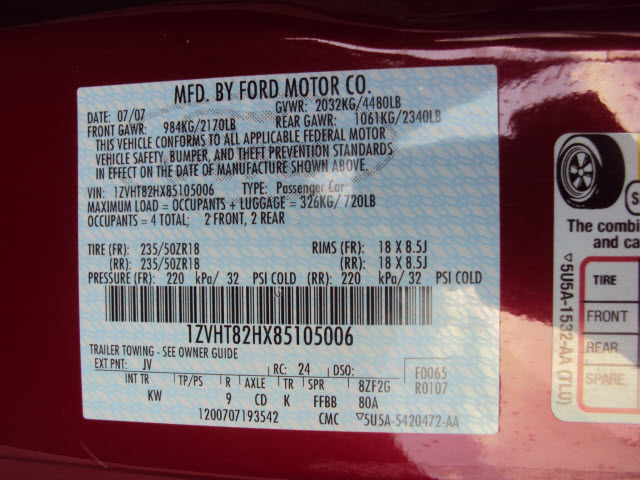 MFD. BY FORD MOTOR CO.
DATE: 07/07 GVWR: 2032KG/4480LB
FRONT GAWR: 984KG/2170LB REAR GAWR: 1061KG/2340LB
THIS VEHICLE CONFORMS TO ALL APPLICABLE FEDERAL MOTOR
VEHICLE SAFETY, BUMPER, AND THEFT PREVENTION STANDARDS
IN EFFECT ON THE DATE OF MANUFACTURE SHOWN ABOVE.
VIN: 1ZVHT82HX85105006 TYPE: Passenger Car
MAXIMUM LOAD = OCCUPANTS + LUGGAGE = 326KG/720LB
OCCUPANTS = 4 TOTAL; 2 FRONT, 2 REAR
TIRE (FR): 235/50ZR18 RIMS (FR): 18 X 8.5J
(RR): 235/50ZR18 (RR): 18 X 8.5J
PRESSURE (FR): 220 kPa/ 32 PSI COLD (RR): 220 kPa/ 32 PSI COLD
1ZVHT82HX85105006
TRAILER TOWING - SEE OWNER GUIDE
EXT PNT: JV RC: 24 DSO: F0065
INT TR TP/PS R AXLE TR SPR 8ZF2G R0107
KW 9 CD K FFBB 80A
1200707193542 CMC ▽5U5A-5420472-AA
S
The combi
and ca
TIRE
FRONT
REAR
SPARE
▽5U5A-1532-AA (TLU)